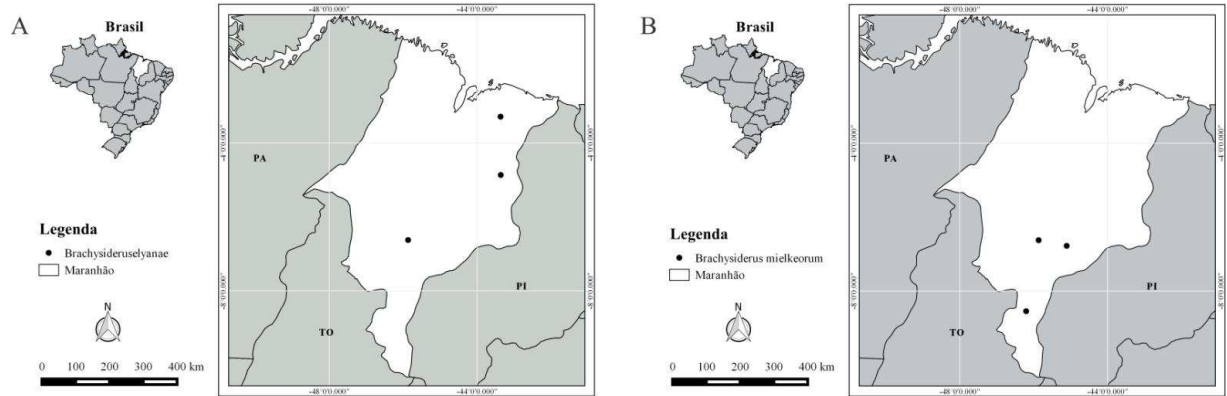 A
Brasil
-48°0'0.000"
-44°0'0.000"
-4°0'0.000"
-4°0'0.000"
PA
Legenda
Brachysideruselyanae
Maranhão
-8°0'0.000"
-8°0'0.000"
PI
N
TO
0 100 200 300 400 km
-48°0'0.000"
-44°0'0.000"
B
Brasil
-48°0'0.000"
-44°0'0.000"
-4°0'0.000"
-4°0'0.000"
PA
Legenda
Brachysiderus mielkeorum
Maranhão
-8°0'0.000"
-8°0'0.000"
PI
N
TO
0 100 200 300 400 km
-48°0'0.000"
-44°0'0.000"